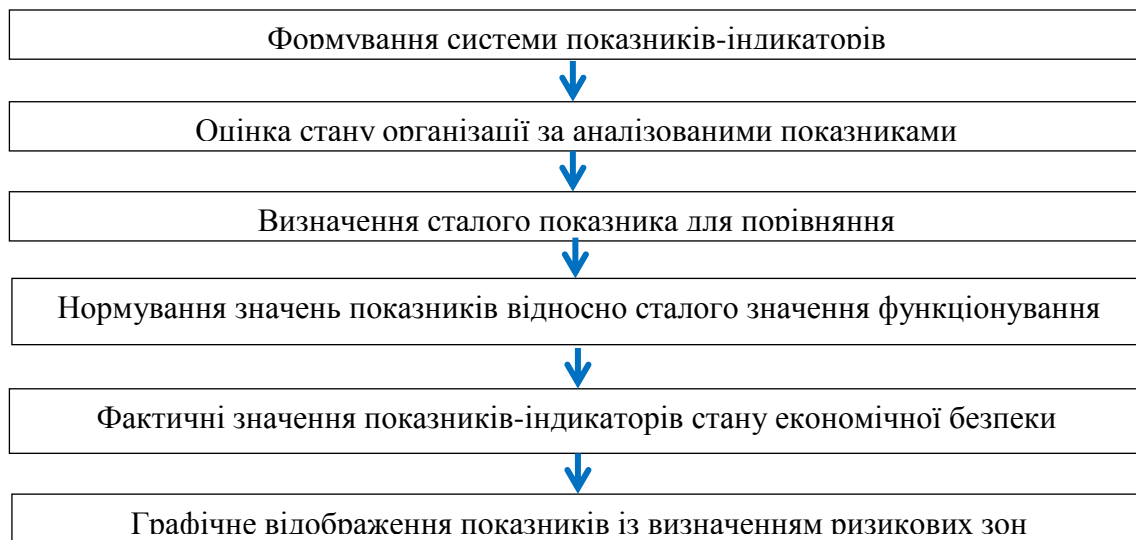 Формування системи показників-індикаторів
Оцінка стану організації за аналізованими показниками
Визначення сталого показника для порівняння
Нормування значень показників відносно сталого значення функціонування
Фактичні значення показників-індикаторів стану економічної безпеки
Графічне відображення показників із визначенням ризикових зон